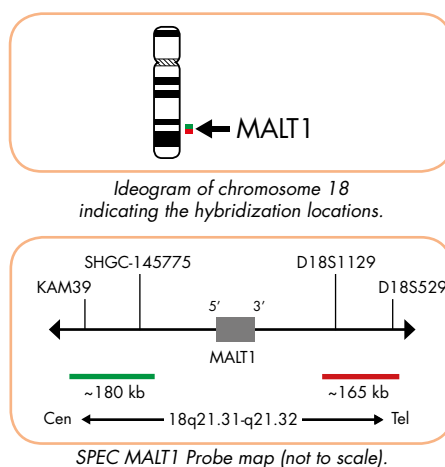 MALT1
Ideogram of chromosome 18
indicating the hybridization locations.
SHGC-145775 D18S1129
KAM39 D18S529
5’ 3’
MALT1
~180 kb ~165 kb
Cen 18q21.31-q21.32 Tel
SPEC MALT1 Probe map (not to scale).